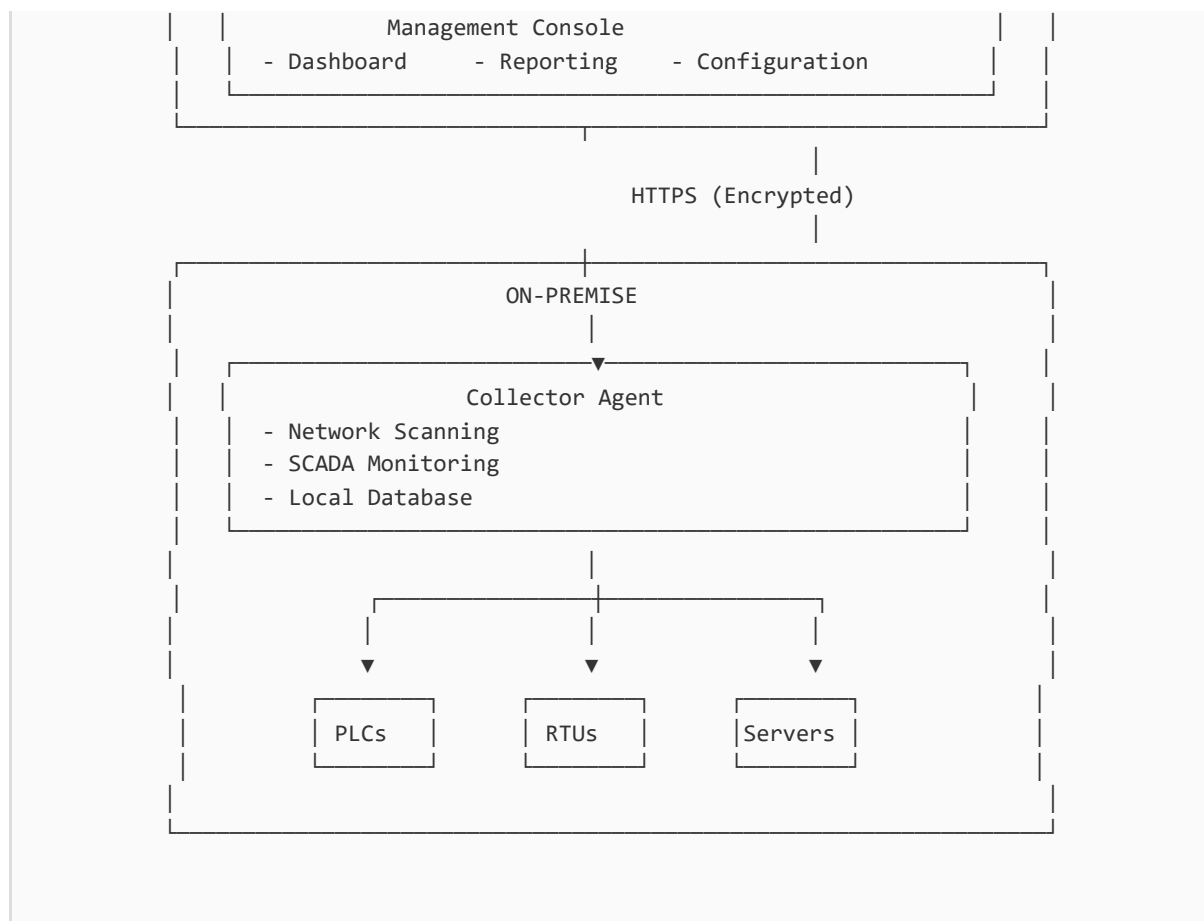 Management Console
- Dashboard - Reporting - Configuration
HTTPS (Encrypted)
ON-PREMISE
Collector Agent
- Network Scanning
- SCADA Monitoring
- Local Database
PLCs RTUs Servers